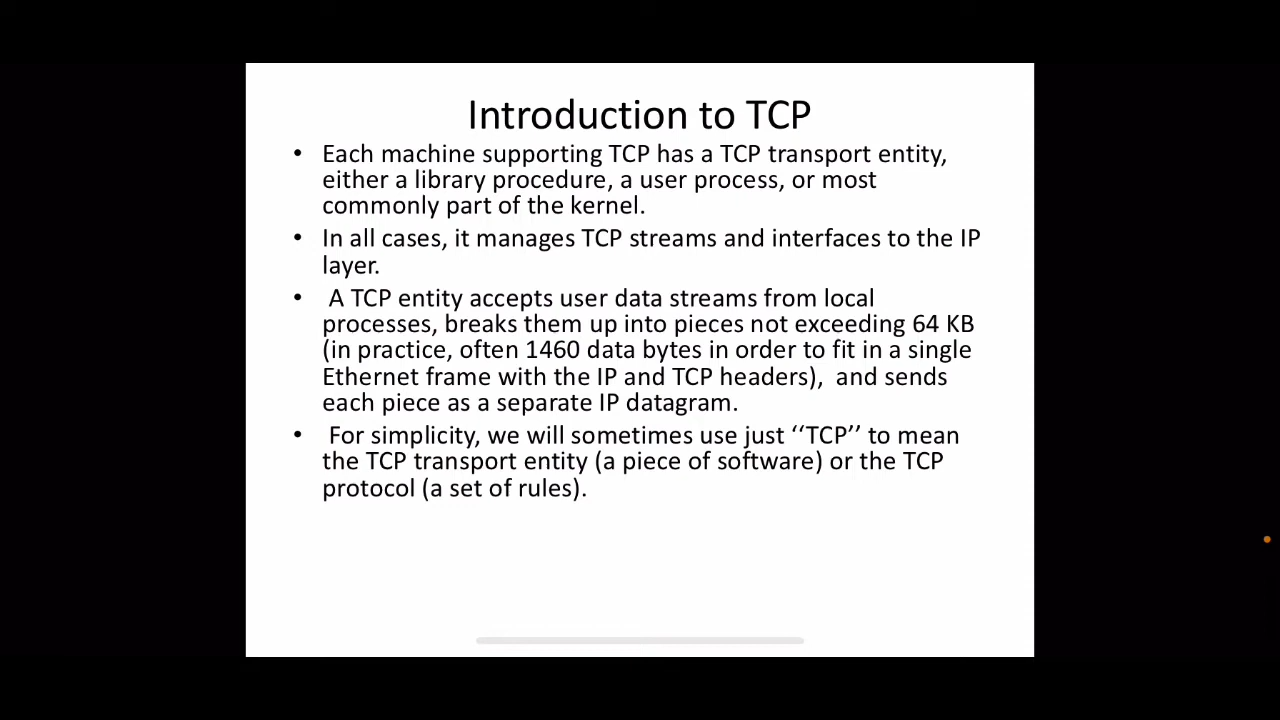 Introduction to TCP
• Each machine supporting TCP has a TCP transport entity,
either a library procedure, a user process, or most
commonly part of the kernel.
• In all cases, it manages TCP streams and interfaces to the IP
layer.
• A TCP entity accepts user data streams from local
processes, breaks them up into pieces not exceeding 64 KB
(in practice, often 1460 data bytes in order to fit in a single
Ethernet frame with the IP and TCP headers),  and sends
each piece as a separate IP datagram.
• For simplicity, we will sometimes use just ‘‘TCP’’ to mean
the TCP transport entity (a piece of software) or the TCP
protocol (a set of rules).